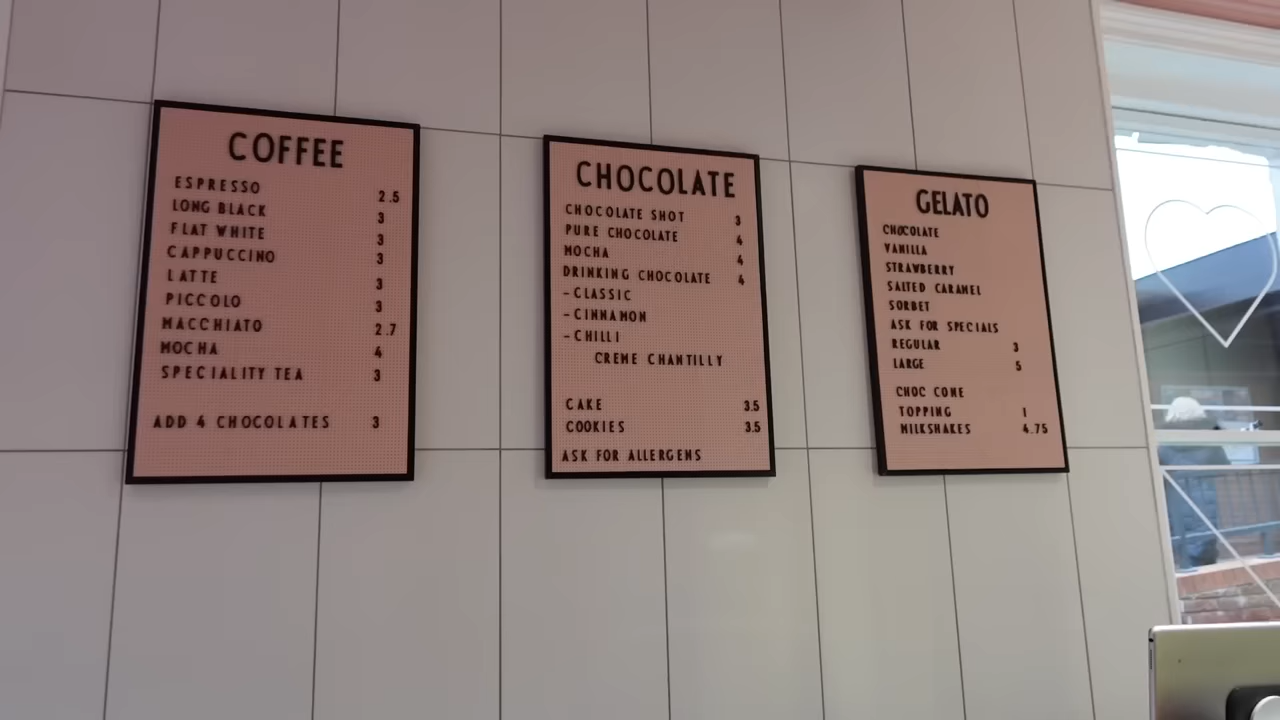 COFFEE
ESPRESSO 2.5
LONG BLACK 3
FLAT WHITE 3
CAPPUCCINO 3
LATTE 3
PICCOLO 3
MACCHIATO 2.7
MOCHA 4
SPECIALITY TEA 3
ADD 4 CHOCOLATES 3
CHOCOLATE
CHOCOLATE SHOT 3
PURE CHOCOLATE 4
MOCHA 4
DRINKING CHOCOLATE 4
-CLASSIC
-CINNAMON
-CHILLI
CREME CHANTILLY
CAKE 3.5
COOKIES 3.5
ASK FOR ALLERGENS
GELATO
CHOCOLATE
VANILLA
STRAWBERRY
SALTED CARAMEL
SORBET
ASK FOR SPECIALS
REGULAR 3
LARGE 5
CHOC CONE
TOPPING 1
MILKSHAKES 4.75